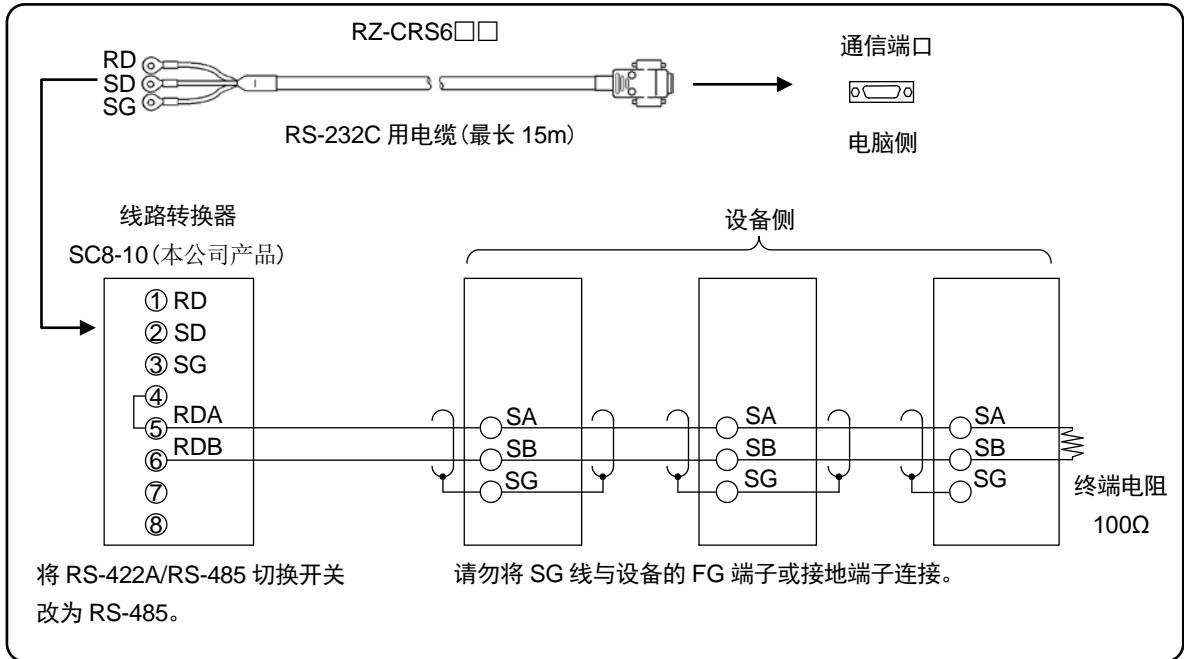 RZ-CRS6□□
RD
SD
SG
通信端口
RS-232C 用电缆(最长 15m)
电脑侧
线路转换器
SC8-10(本公司产品)
设备侧
① RD
② SD
③ SG
④
⑤ RDA
⑥ RDB
⑦
⑧
SA
SB
SG
SA
SB
SG
SA
SB
SG
终端电阻
100Ω
将 RS-422A/RS-485 切换开关
改为 RS-485。
请勿将 SG 线与设备的 FG 端子或接地端子连接。